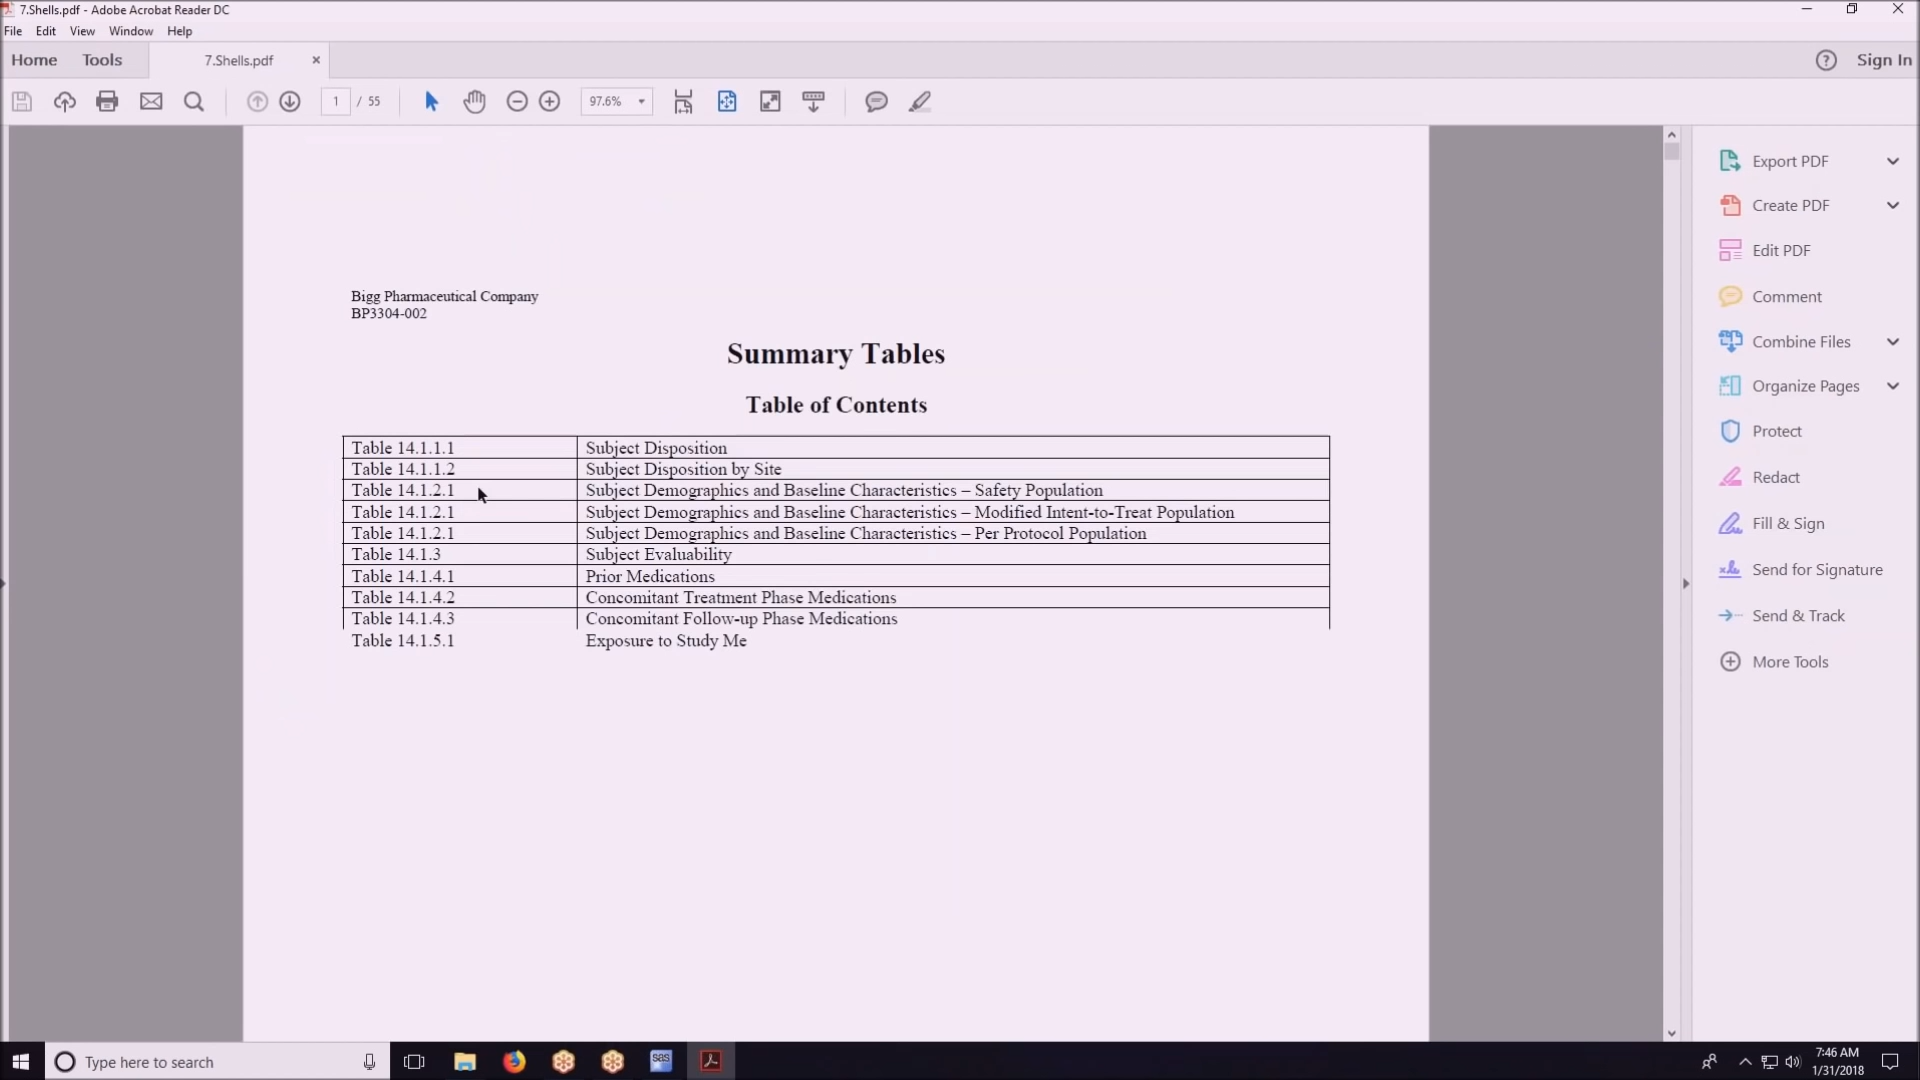 7.Shells.pdf - Adobe Acrobat Reader DC
File Edit View Window Help
Home Tools 7.Shells.pdf Sign In
1 / 55 97.6%
Bigg Pharmaceutical Company
BP3304-002
Summary Tables
Table of Contents
Table 14.1.1.1 Subject Disposition
Table 14.1.1.2 Subject Disposition by Site
Table 14.1.2.1 Subject Demographics and Baseline Characteristics – Safety Population
Table 14.1.2.1 Subject Demographics and Baseline Characteristics – Modified Intent-to-Treat Population
Table 14.1.2.1 Subject Demographics and Baseline Characteristics – Per Protocol Population
Table 14.1.3 Subject Evaluability
Table 14.1.4.1 Prior Medications
Table 14.1.4.2 Concomitant Treatment Phase Medications
Table 14.1.4.3 Concomitant Follow-up Phase Medications
Table 14.1.5.1 Exposure to Study Me
Export PDF
Create PDF
Edit PDF
Comment
Combine Files
Organize Pages
Protect
Redact
Fill & Sign
Send for Signature
Send & Track
More Tools
Type here to search
sas
7:46 AM
1/31/2018